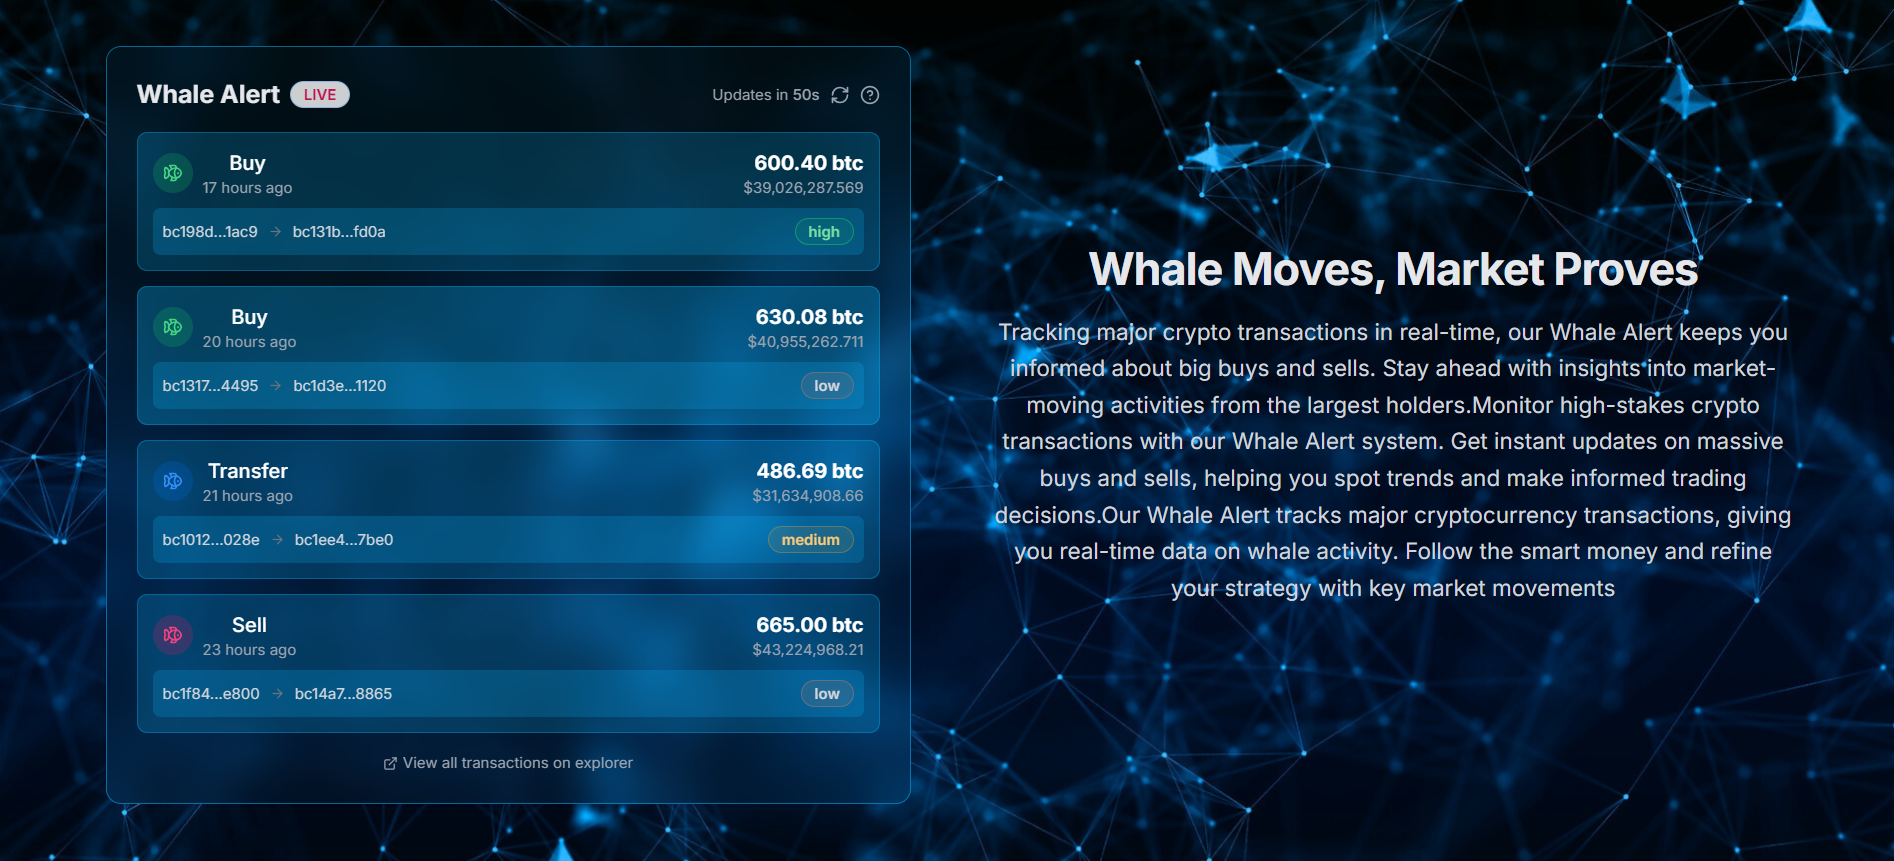 Whale Alert LIVE
Updates in 50s
Buy
600.40 btc
17 hours ago
$39,026,287.569
bc198d...1ac9 → bc131b...fd0a
high
Buy
630.08 btc
20 hours ago
$40,955,262.711
bc1317...4495 → bc1d3e...1120
low
Transfer
486.69 btc
21 hours ago
$31,634,908.66
bc1012...028e → bc1ee4...7be0
medium
Sell
665.00 btc
23 hours ago
$43,224,968.21
bc1f84...e800 → bc14a7...8865
low
View all transactions on explorer
Whale Moves, Market Proves
Tracking major crypto transactions in real-time, our Whale Alert keeps you
informed about big buys and sells. Stay ahead with insights into market-
moving activities from the largest holders.Monitor high-stakes crypto
transactions with our Whale Alert system. Get instant updates on massive
buys and sells, helping you spot trends and make informed trading
decisions.Our Whale Alert tracks major cryptocurrency transactions, giving
you real-time data on whale activity. Follow the smart money and refine
your strategy with key market movements